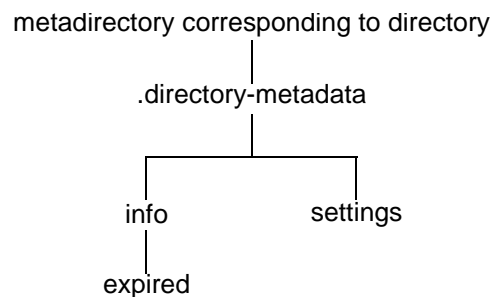 metadirectory corresponding to directory
.directory-metadata
info
settings
expired